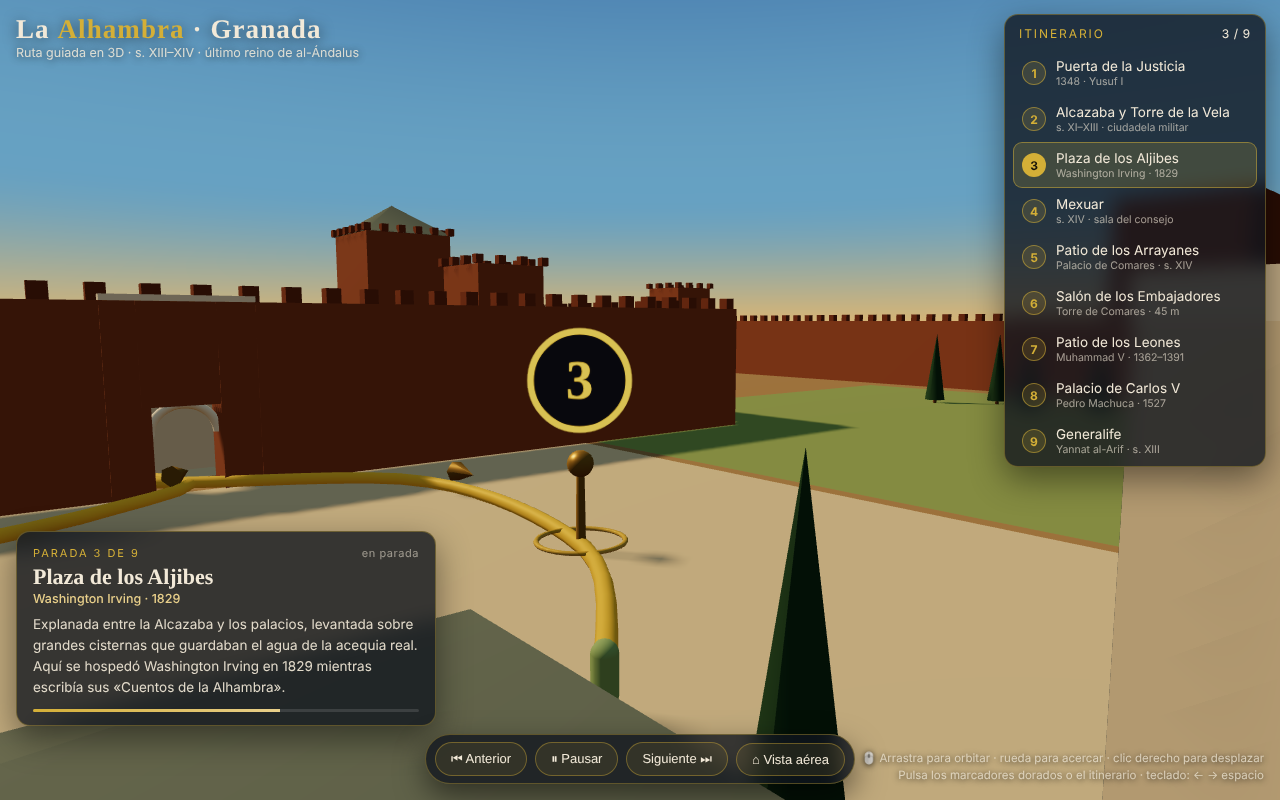 La Alhambra · Granada
Ruta guiada en 3D · s. XIII–XIV · último reino de al-Ándalus
ITINERARIO 3 / 9
1 Puerta de la Justicia
1348 · Yusuf I
2 Alcazaba y Torre de la Vela
s. XI–XIII · ciudadela militar
3 Plaza de los Aljibes
Washington Irving · 1829
4 Mexuar
s. XIV · sala del consejo
5 Patio de los Arrayanes
Palacio de Comares · s. XIV
6 Salón de los Embajadores
Torre de Comares · 45 m
7 Patio de los Leones
Muhammad V · 1362–1391
8 Palacio de Carlos V
Pedro Machuca · 1527
9 Generalife
Yannat al-Arif · s. XIII
3
PARADA 3 DE 9 en parada
Plaza de los Aljibes
Washington Irving · 1829
Explanada entre la Alcazaba y los palacios, levantada sobre
grandes cisternas que guardaban el agua de la acequia real.
Aquí se hospedó Washington Irving en 1829 mientras
escribía sus «Cuentos de la Alhambra».
⏮ Anterior ⏸ Pausar Siguiente ⏭ ⌂ Vista aérea
🖱 Arrastra para orbitar · rueda para acercar · clic derecho para desplazar
Pulsa los marcadores dorados o el itinerario · teclado: ← → espacio